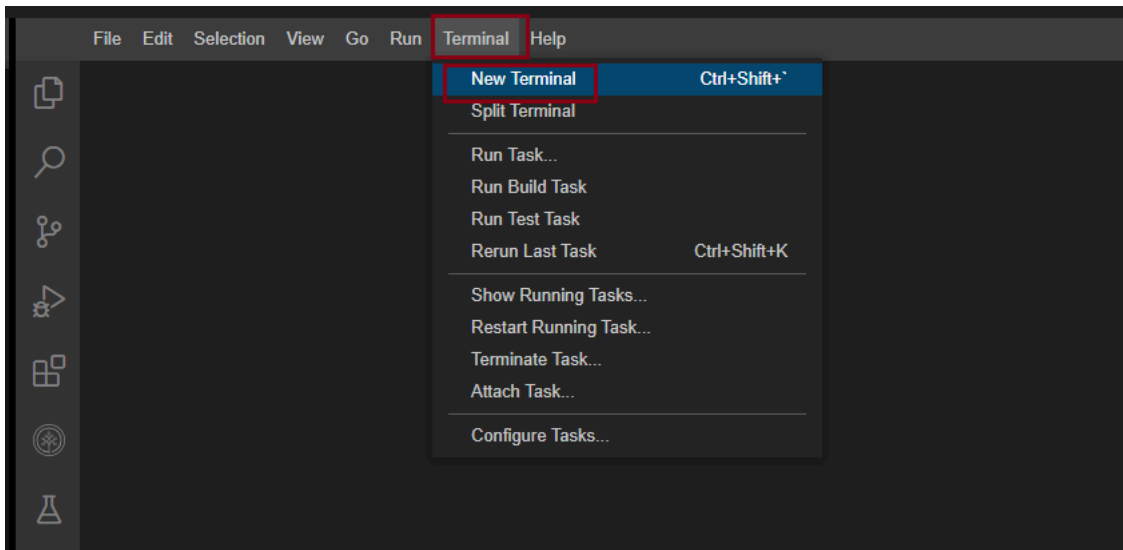 File Edit Selection View Go Run Terminal Help
New Terminal Ctrl+Shift+`
Split Terminal
Run Task...
Run Build Task
Run Test Task
Rerun Last Task Ctrl+Shift+K
Show Running Tasks...
Restart Running Task...
Terminate Task...
Attach Task...
Configure Tasks...